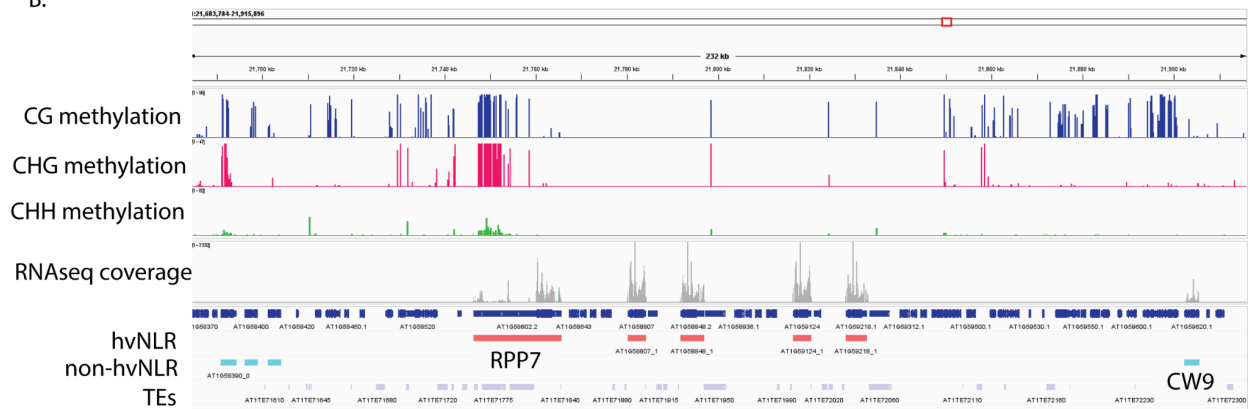 B.
1:21,683,784-21,915,896
232 kb
21,700 kb 21,720 kb 21,740 kb 21,760 kb 21,780 kb 21,800 kb 21,820 kb 21,840 kb 21,860 kb 21,880 kb 21,900 kb
CG methylation
CHG methylation
CHH methylation
RNAseq coverage
AT1G58400 AT1G58420 AT1G58460.1 AT1G58520 AT1G58602.2 AT1G58643 AT1G58807 AT1G58848.2 AT1G58936.1 AT1G59124 AT1G59218.1 AT1G59312.1 AT1G59500.1 AT1G59530.1 AT1G59550.1 AT1G59600.1 AT1G59620.1
hvNLR
RPP7
AT1G58807_1 AT1G58848_1 AT1G59124_1 AT1G59218_1
non-hvNLR
AT1G58390_0
CW9
TEs
AT1TE71610 AT1TE71645 AT1TE71680 AT1TE71720 AT1TE71775 AT1TE71840 AT1TE71880 AT1TE71915 AT1TE71950 AT1TE71990 AT1TE72020 AT1TE72060 AT1TE72110 AT1TE72160 AT1TE72230 AT1TE72300